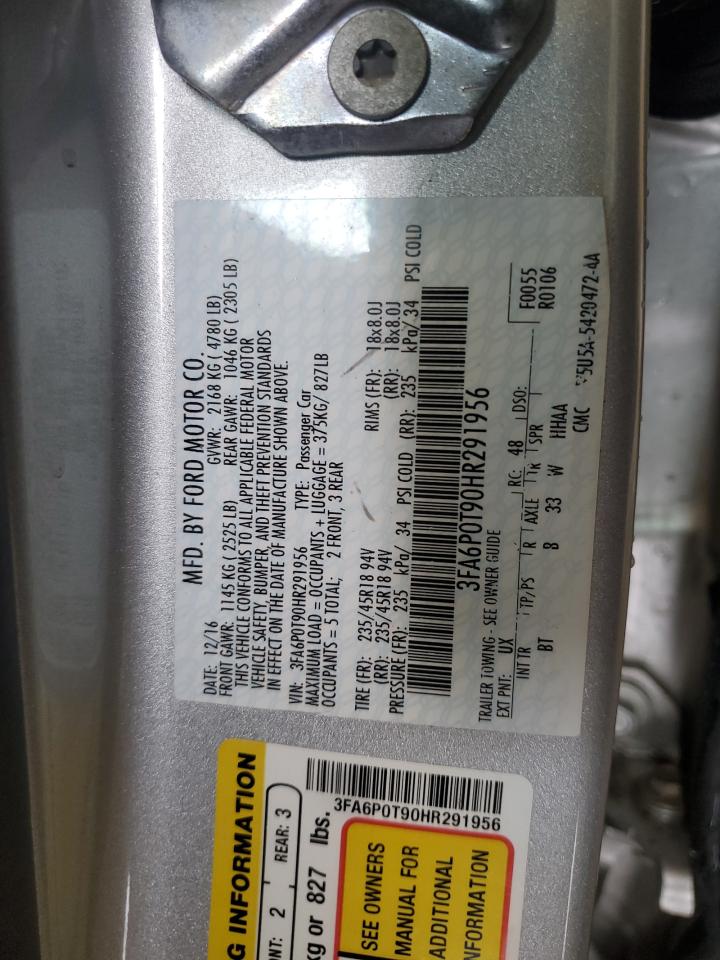 MFD. BY FORD MOTOR CO.
DATE: 12/16 GVWR: 2168 KG ( 4780 LB)
FRONT GAWR: 1145 KG ( 2525 LB) REAR GAWR: 1046 KG ( 2305 LB)
THIS VEHICLE CONFORMS TO ALL APPLICABLE FEDERAL MOTOR
VEHICLE SAFETY, BUMPER, AND THEFT PREVENTION STANDARDS
IN EFFECT ON THE DATE OF MANUFACTURE SHOWN ABOVE.
VIN: 3FA6P0T90HR291956 TYPE: Passenger Car
MAXIMUM LOAD = OCCUPANTS + LUGGAGE = 375KG/ 827LB
OCCUPANTS = 5 TOTAL; 2 FRONT, 3 REAR
TIRE (FR): 235/45R18 94V RIMS (FR): 18x8.0J
(RR): 235/45R18 94V (RR): 18x8.0J
PRESSURE (FR): 235 kPa/ 34 PSI COLD (RR): 235 kPa/ 34 PSI COLD
3FA6P0T90HR291956
TRAILER TOWING - SEE OWNER GUIDE
EXT PNT: UX RC: 48 DSO: F0055
INT TR TP/PS R AXLE TR SPR R0106
BT B 33 W HHAA
CMC 5U5A-5420472-4A
G INFORMATION
NT: 2 REAR: 3
kg or 827 lbs.
3FA6P0T90HR291956
SEE OWNERS
MANUAL FOR
ADDITIONAL
INFORMATION